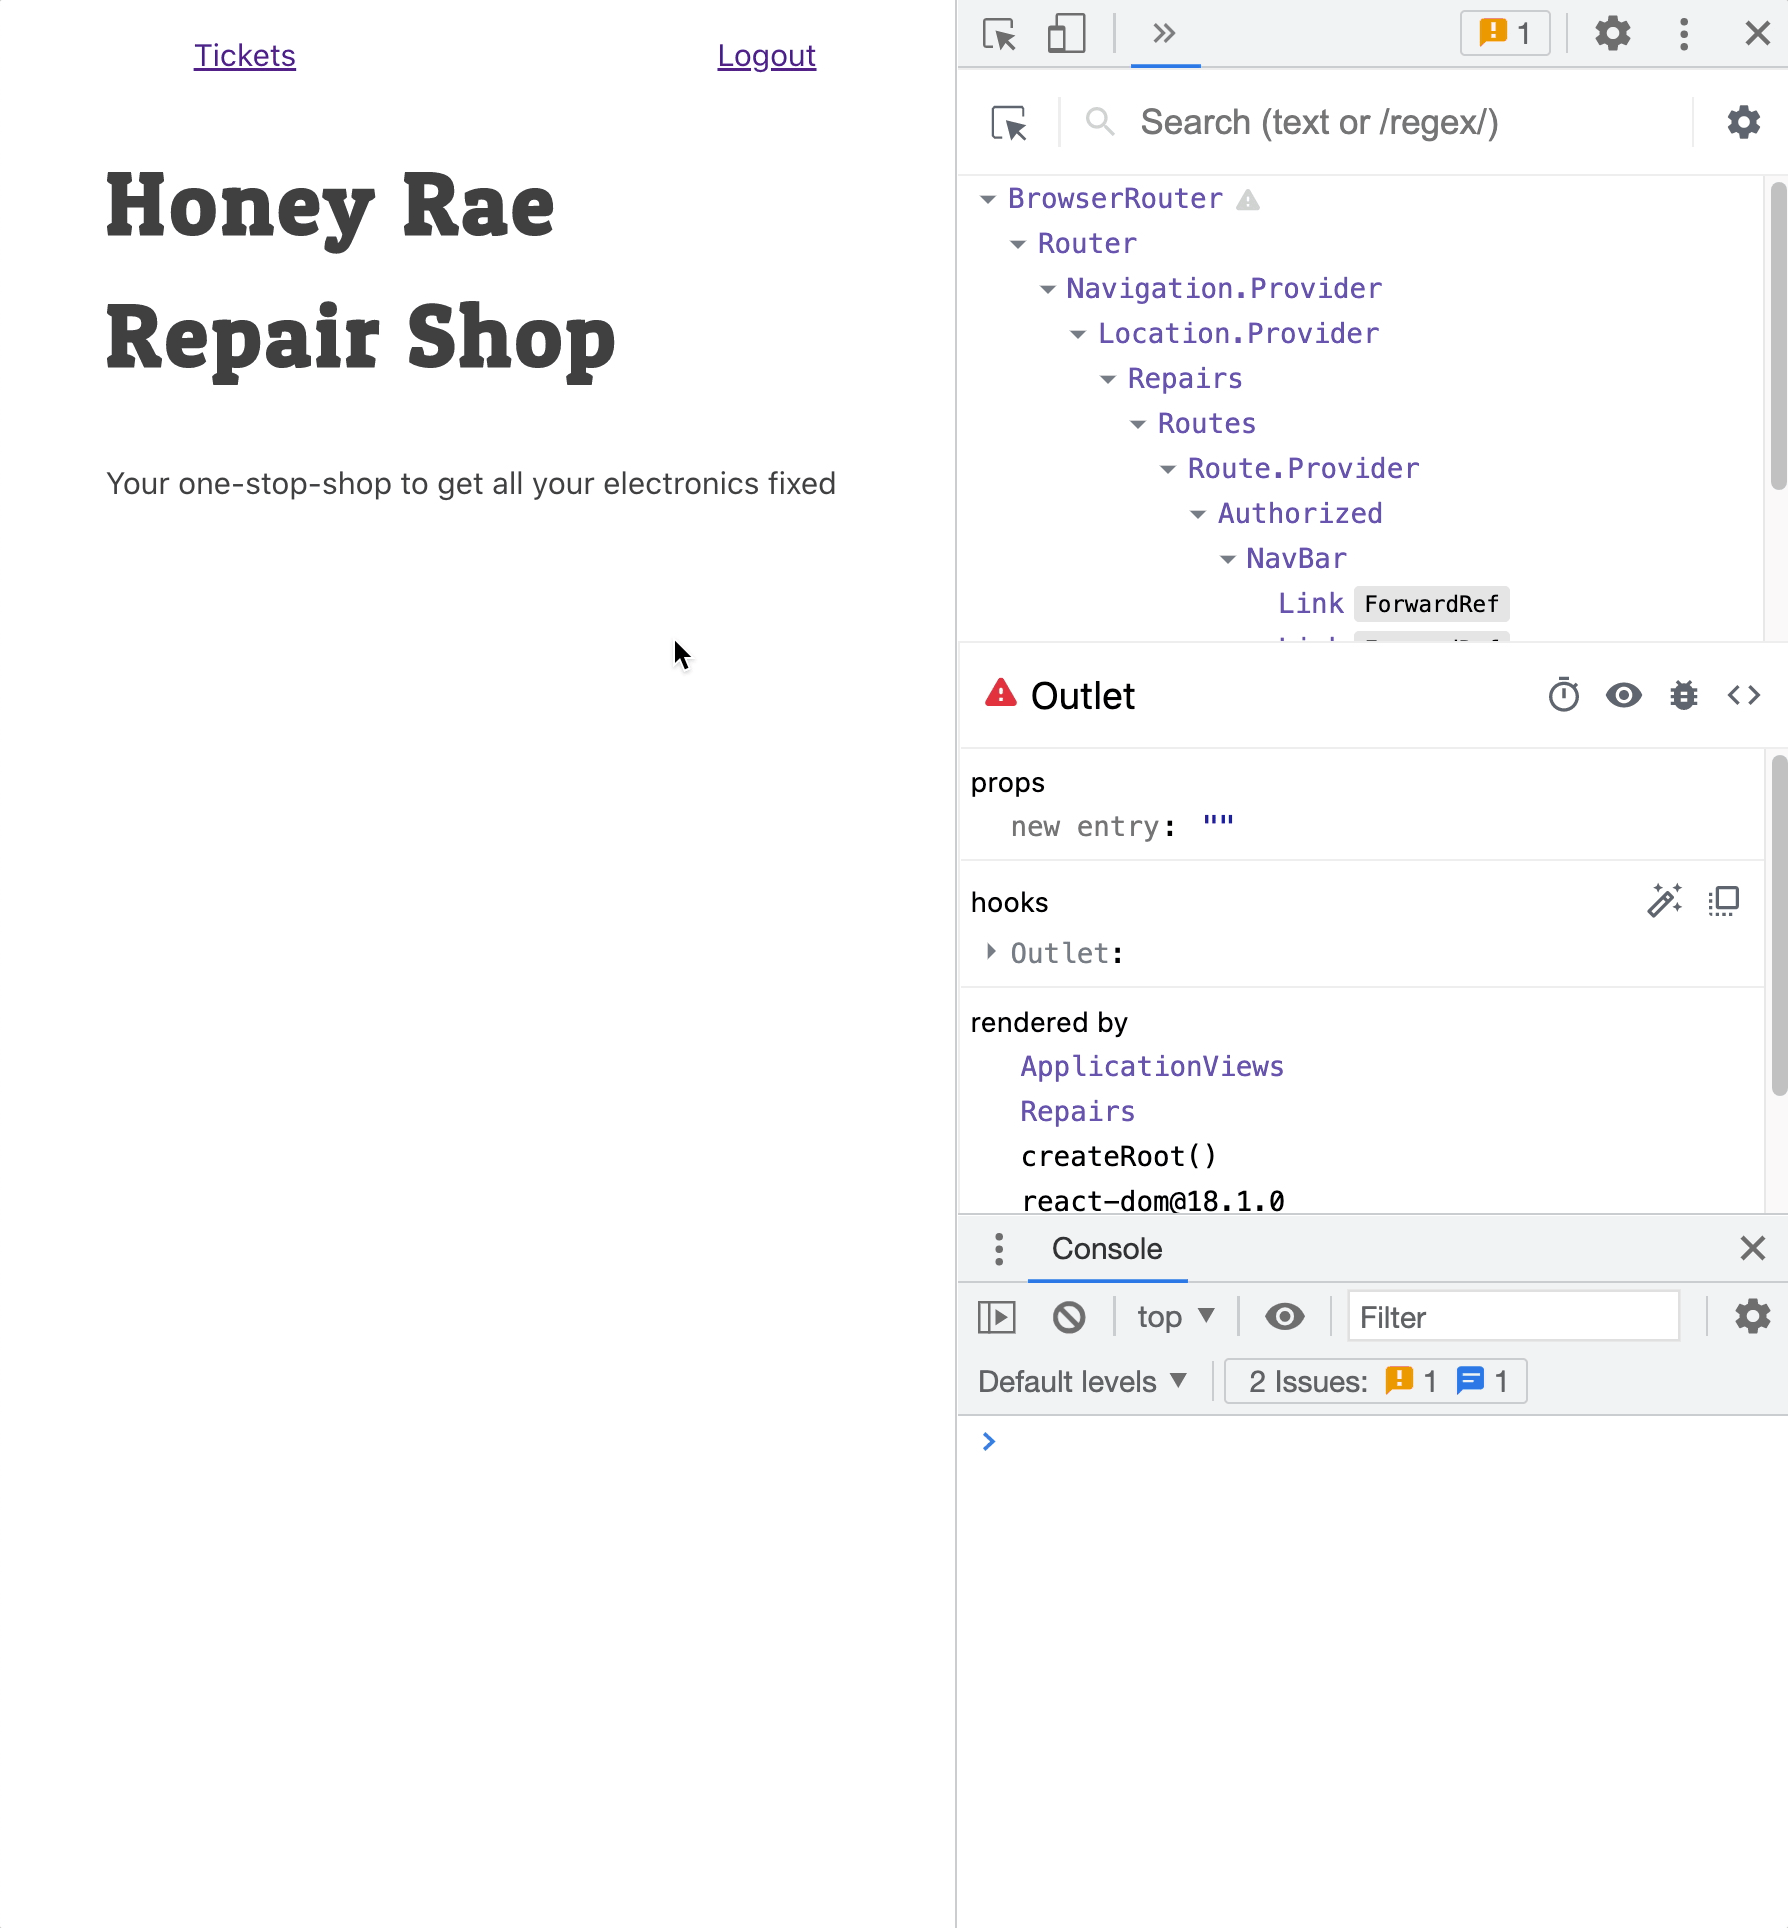 Tickets
Logout
Honey Rae
Repair Shop
Your one-stop-shop to get all your electronics fixed
1
Search (text or /regex/)
BrowserRouter
Router
Navigation.Provider
Location.Provider
Repairs
Routes
Route.Provider
Authorized
NavBar
Link ForwardRef
Outlet
props
new entry: ""
hooks
Outlet:
rendered by
ApplicationViews
Repairs
createRoot()
react-dom@18.1.0
Console
top
Filter
Default levels
2 Issues: 1 1